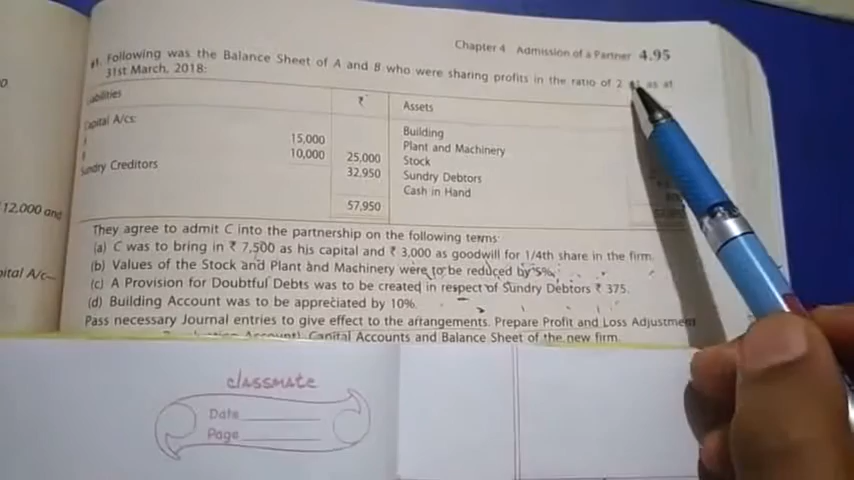 Chapter 4 Admission of a Partner 4.95
Following was the Balance Sheet of A and B who were sharing profits in the ratio of 2 as at
31st March, 2018:
₹ Assets
Capital A/cs: Building
15,000 Plant and Machinery
10,000 25,000 Stock
Sundry Creditors 32,950 Sundry Debtors
Cash in Hand
57,950
They agree to admit C into the partnership on the following terms:
(a) C was to bring in ₹ 7,500 as his capital and ₹ 3,000 as goodwill for 1/4th share in the firm.
(b) Values of the Stock and Plant and Machinery were to be reduced by 5%.
(c) A Provision for Doubtful Debts was to be created in respect of Sundry Debtors ₹ 375.
(d) Building Account was to be appreciated by 10%.
Pass necessary Journal entries to give effect to the arrangements. Prepare Profit and Loss Adjustment
Capital Accounts and Balance Sheet of the new firm.
12,000 and
A/c
classmate
Date
Page